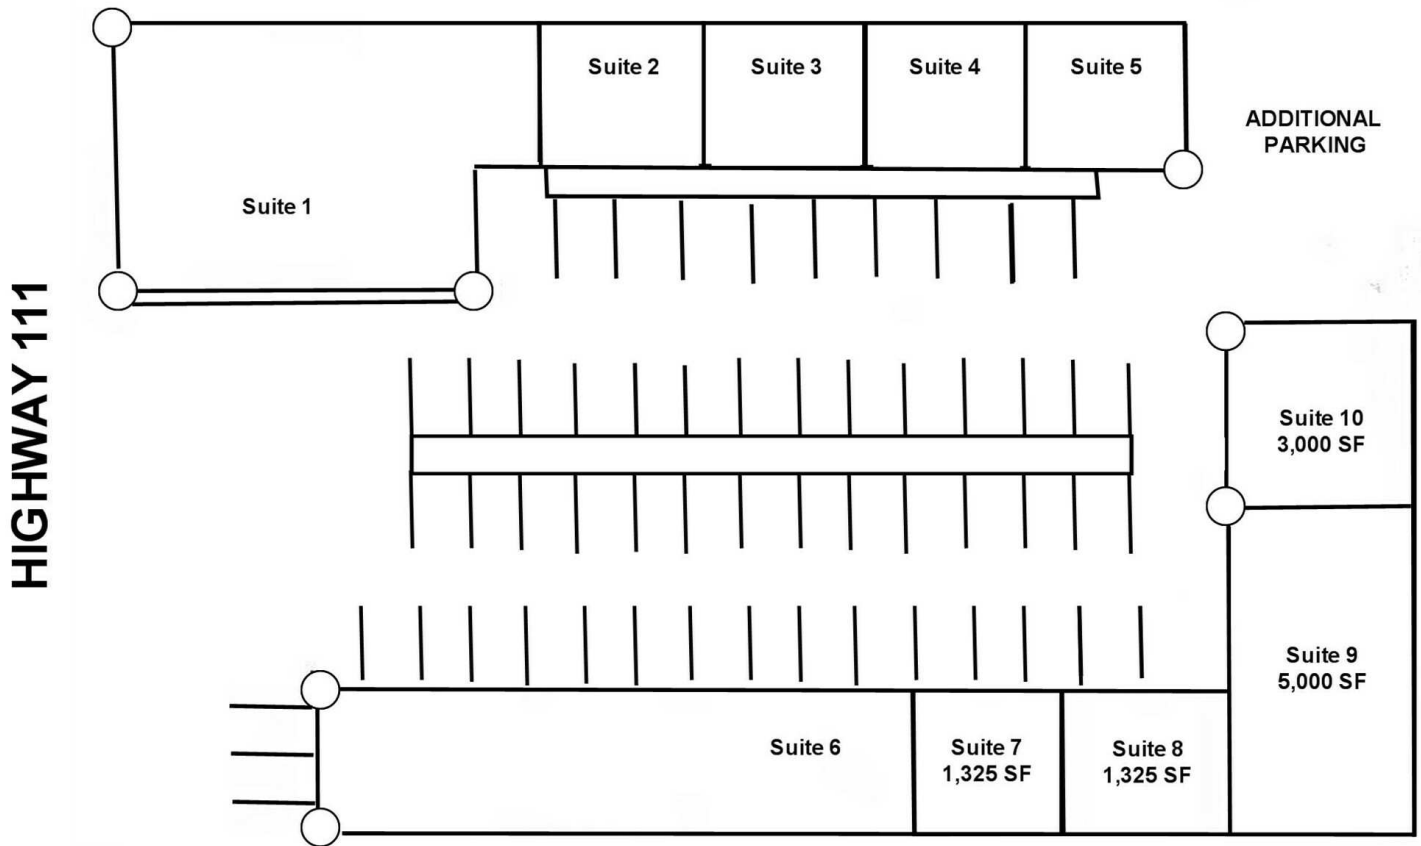 Suite 2
Suite 3
Suite 4
Suite 5
ADDITIONAL
PARKING
Suite 1
HIGHWAY 111
Suite 10
3,000 SF
Suite 9
5,000 SF
Suite 6
Suite 7
1,325 SF
Suite 8
1,325 SF